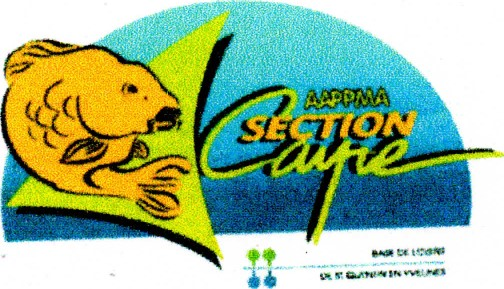 AAPPMA
SECTION
Carpe
BASE DE LOISIRS
DE ST QUENTIN EN YVELINES